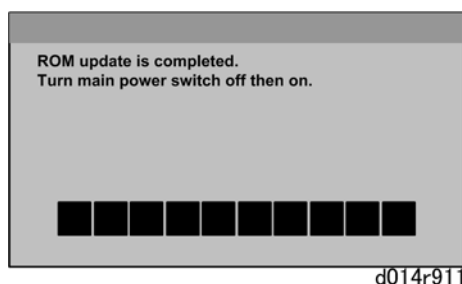 ROM update is completed.
Turn main power switch off then on.
d014r911